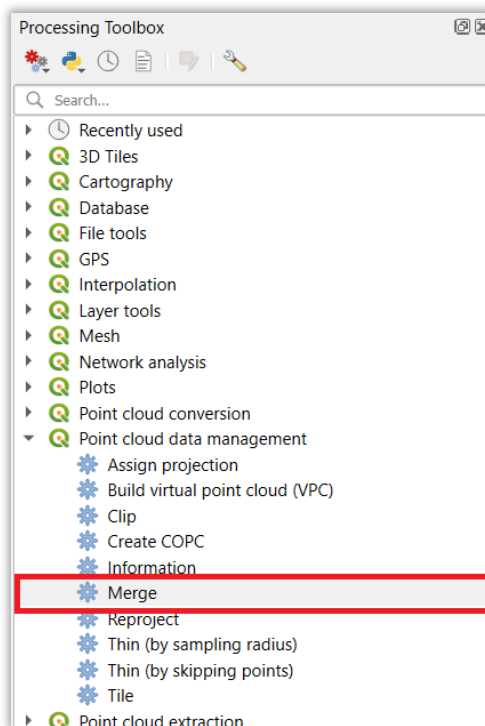 Processing Toolbox
Search...
Recently used
3D Tiles
Cartography
Database
File tools
GPS
Interpolation
Layer tools
Mesh
Network analysis
Plots
Point cloud conversion
Point cloud data management
Assign projection
Build virtual point cloud (VPC)
Clip
Create COPC
Information
Merge
Reproject
Thin (by sampling radius)
Thin (by skipping points)
Tile
Point cloud extraction